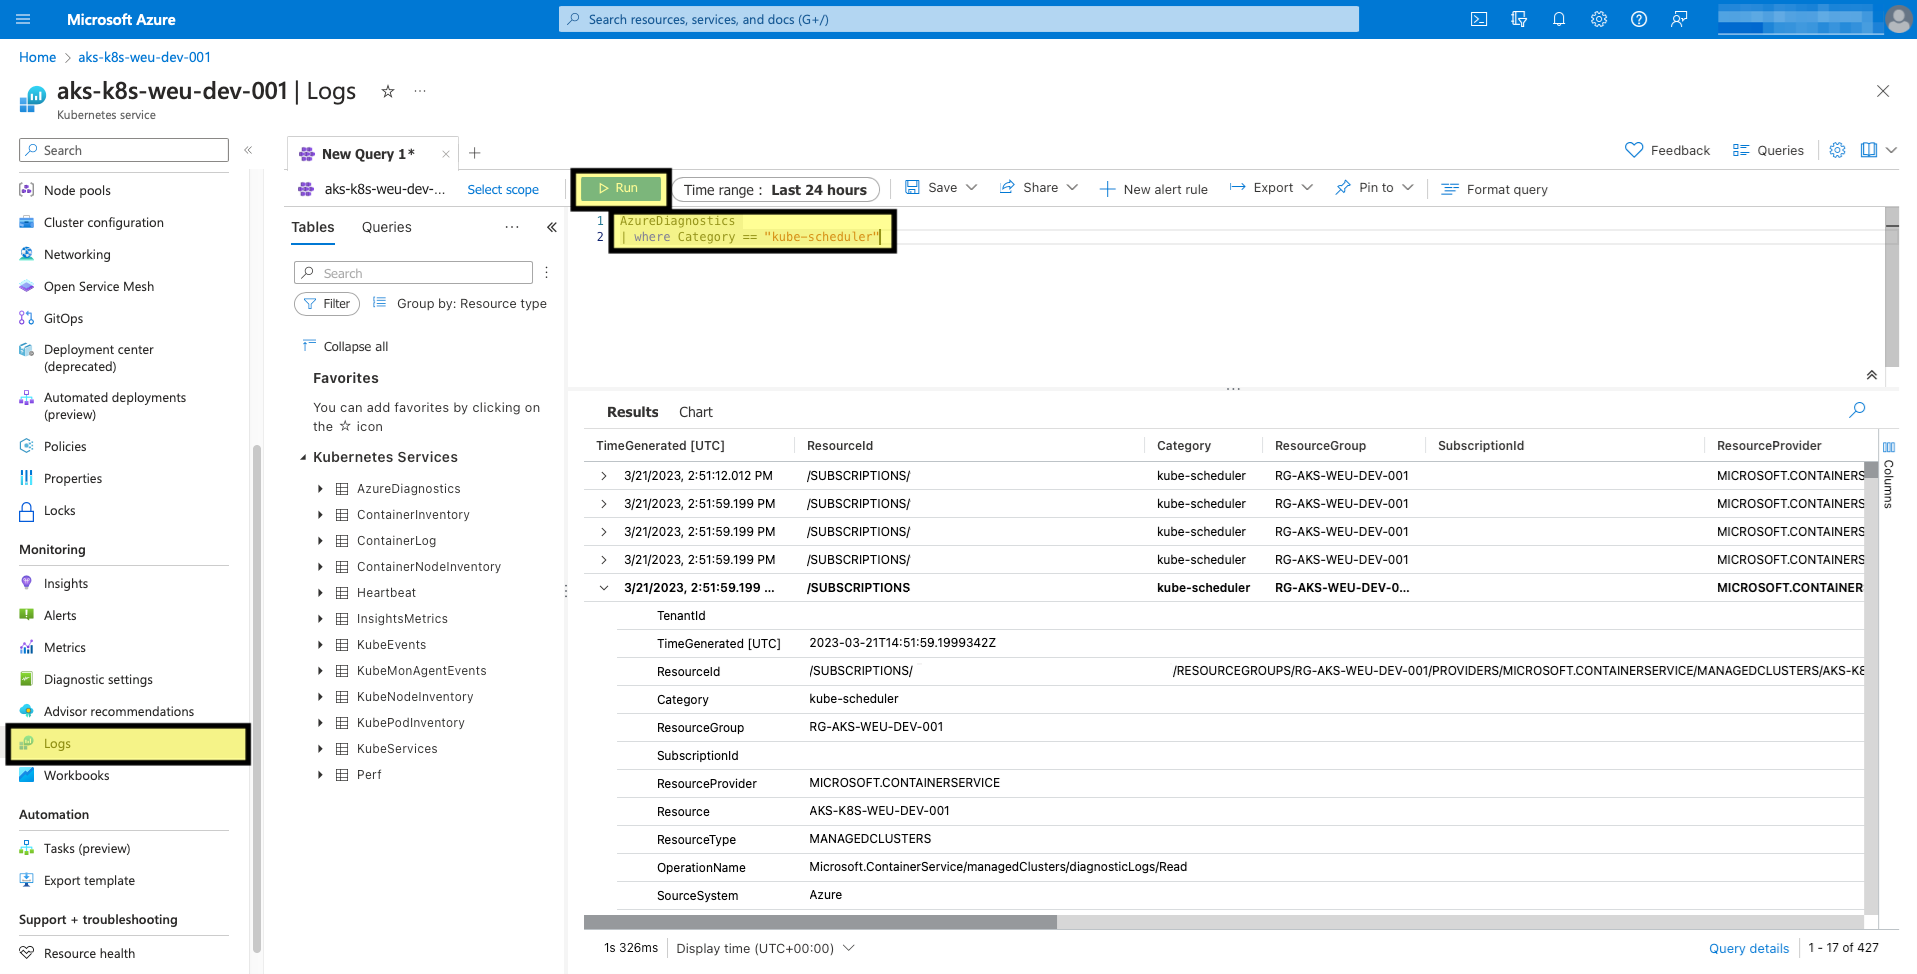 Microsoft Azure
Search resources, services, and docs (G+/)
Home > aks-k8s-weu-dev-001
aks-k8s-weu-dev-001 | Logs
Kubernetes service
Search
Node pools
Cluster configuration
Networking
Open Service Mesh
GitOps
Deployment center
(deprecated)
Automated deployments
(preview)
Policies
Properties
Locks
Monitoring
Insights
Alerts
Metrics
Diagnostic settings
Advisor recommendations
Logs
Workbooks
Automation
Tasks (preview)
Export template
Support + troubleshooting
Resource health
New Query 1*
Feedback
Queries
aks-k8s-weu-dev-...
Select scope
Run
Time range : Last 24 hours
Save
Share
New alert rule
Export
Pin to
Format query
Tables
Queries
Search
Filter
Group by: Resource type
Collapse all
Favorites
You can add favorites by clicking on
the ☆ icon
Kubernetes Services
AzureDiagnostics
ContainerInventory
ContainerLog
ContainerNodeInventory
Heartbeat
InsightsMetrics
KubeEvents
KubeMonAgentEvents
KubeNodeInventory
KubePodInventory
KubeServices
Perf
1 AzureDiagnostics
2 | where Category == "kube-scheduler"
Results
Chart
TimeGenerated [UTC] ResourceId Category ResourceGroup SubscriptionId ResourceProvider
3/21/2023, 2:51:12.012 PM /SUBSCRIPTIONS/ kube-scheduler RG-AKS-WEU-DEV-001 MICROSOFT.CONTAINERS
3/21/2023, 2:51:59.199 PM /SUBSCRIPTIONS/ kube-scheduler RG-AKS-WEU-DEV-001 MICROSOFT.CONTAINERS
3/21/2023, 2:51:59.199 PM /SUBSCRIPTIONS/ kube-scheduler RG-AKS-WEU-DEV-001 MICROSOFT.CONTAINERS
3/21/2023, 2:51:59.199 PM /SUBSCRIPTIONS/ kube-scheduler RG-AKS-WEU-DEV-001 MICROSOFT.CONTAINERS
3/21/2023, 2:51:59.199 ... /SUBSCRIPTIONS kube-scheduler RG-AKS-WEU-DEV-0... MICROSOFT.CONTAINER
TenantId
TimeGenerated [UTC] 2023-03-21T14:51:59.1999342Z
ResourceId /SUBSCRIPTIONS/ /RESOURCEGROUPS/RG-AKS-WEU-DEV-001/PROVIDERS/MICROSOFT.CONTAINERSERVICE/MANAGEDCLUSTERS/AKS-K8
Category kube-scheduler
ResourceGroup RG-AKS-WEU-DEV-001
SubscriptionId
ResourceProvider MICROSOFT.CONTAINERSERVICE
Resource AKS-K8S-WEU-DEV-001
ResourceType MANAGEDCLUSTERS
OperationName Microsoft.ContainerService/managedClusters/diagnosticLogs/Read
SourceSystem Azure
Columns
1s 326ms
Display time (UTC+00:00)
Query details
1 - 17 of 427